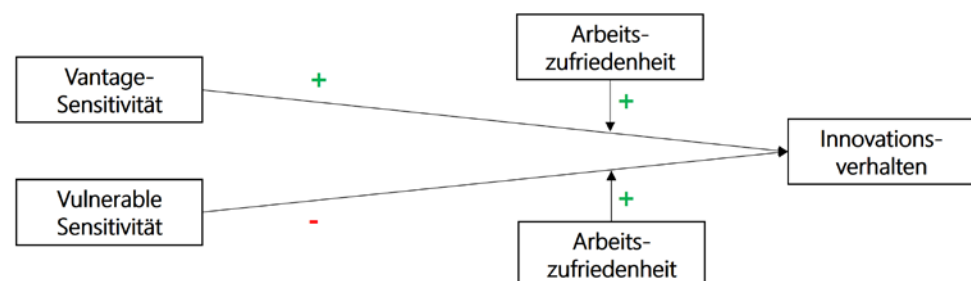 Arbeits-
zufriedenheit
Vantage-
Sensitivität
+
+
Innovations-
verhalten
Vulnerable
Sensitivität
-
+
Arbeits-
zufriedenheit